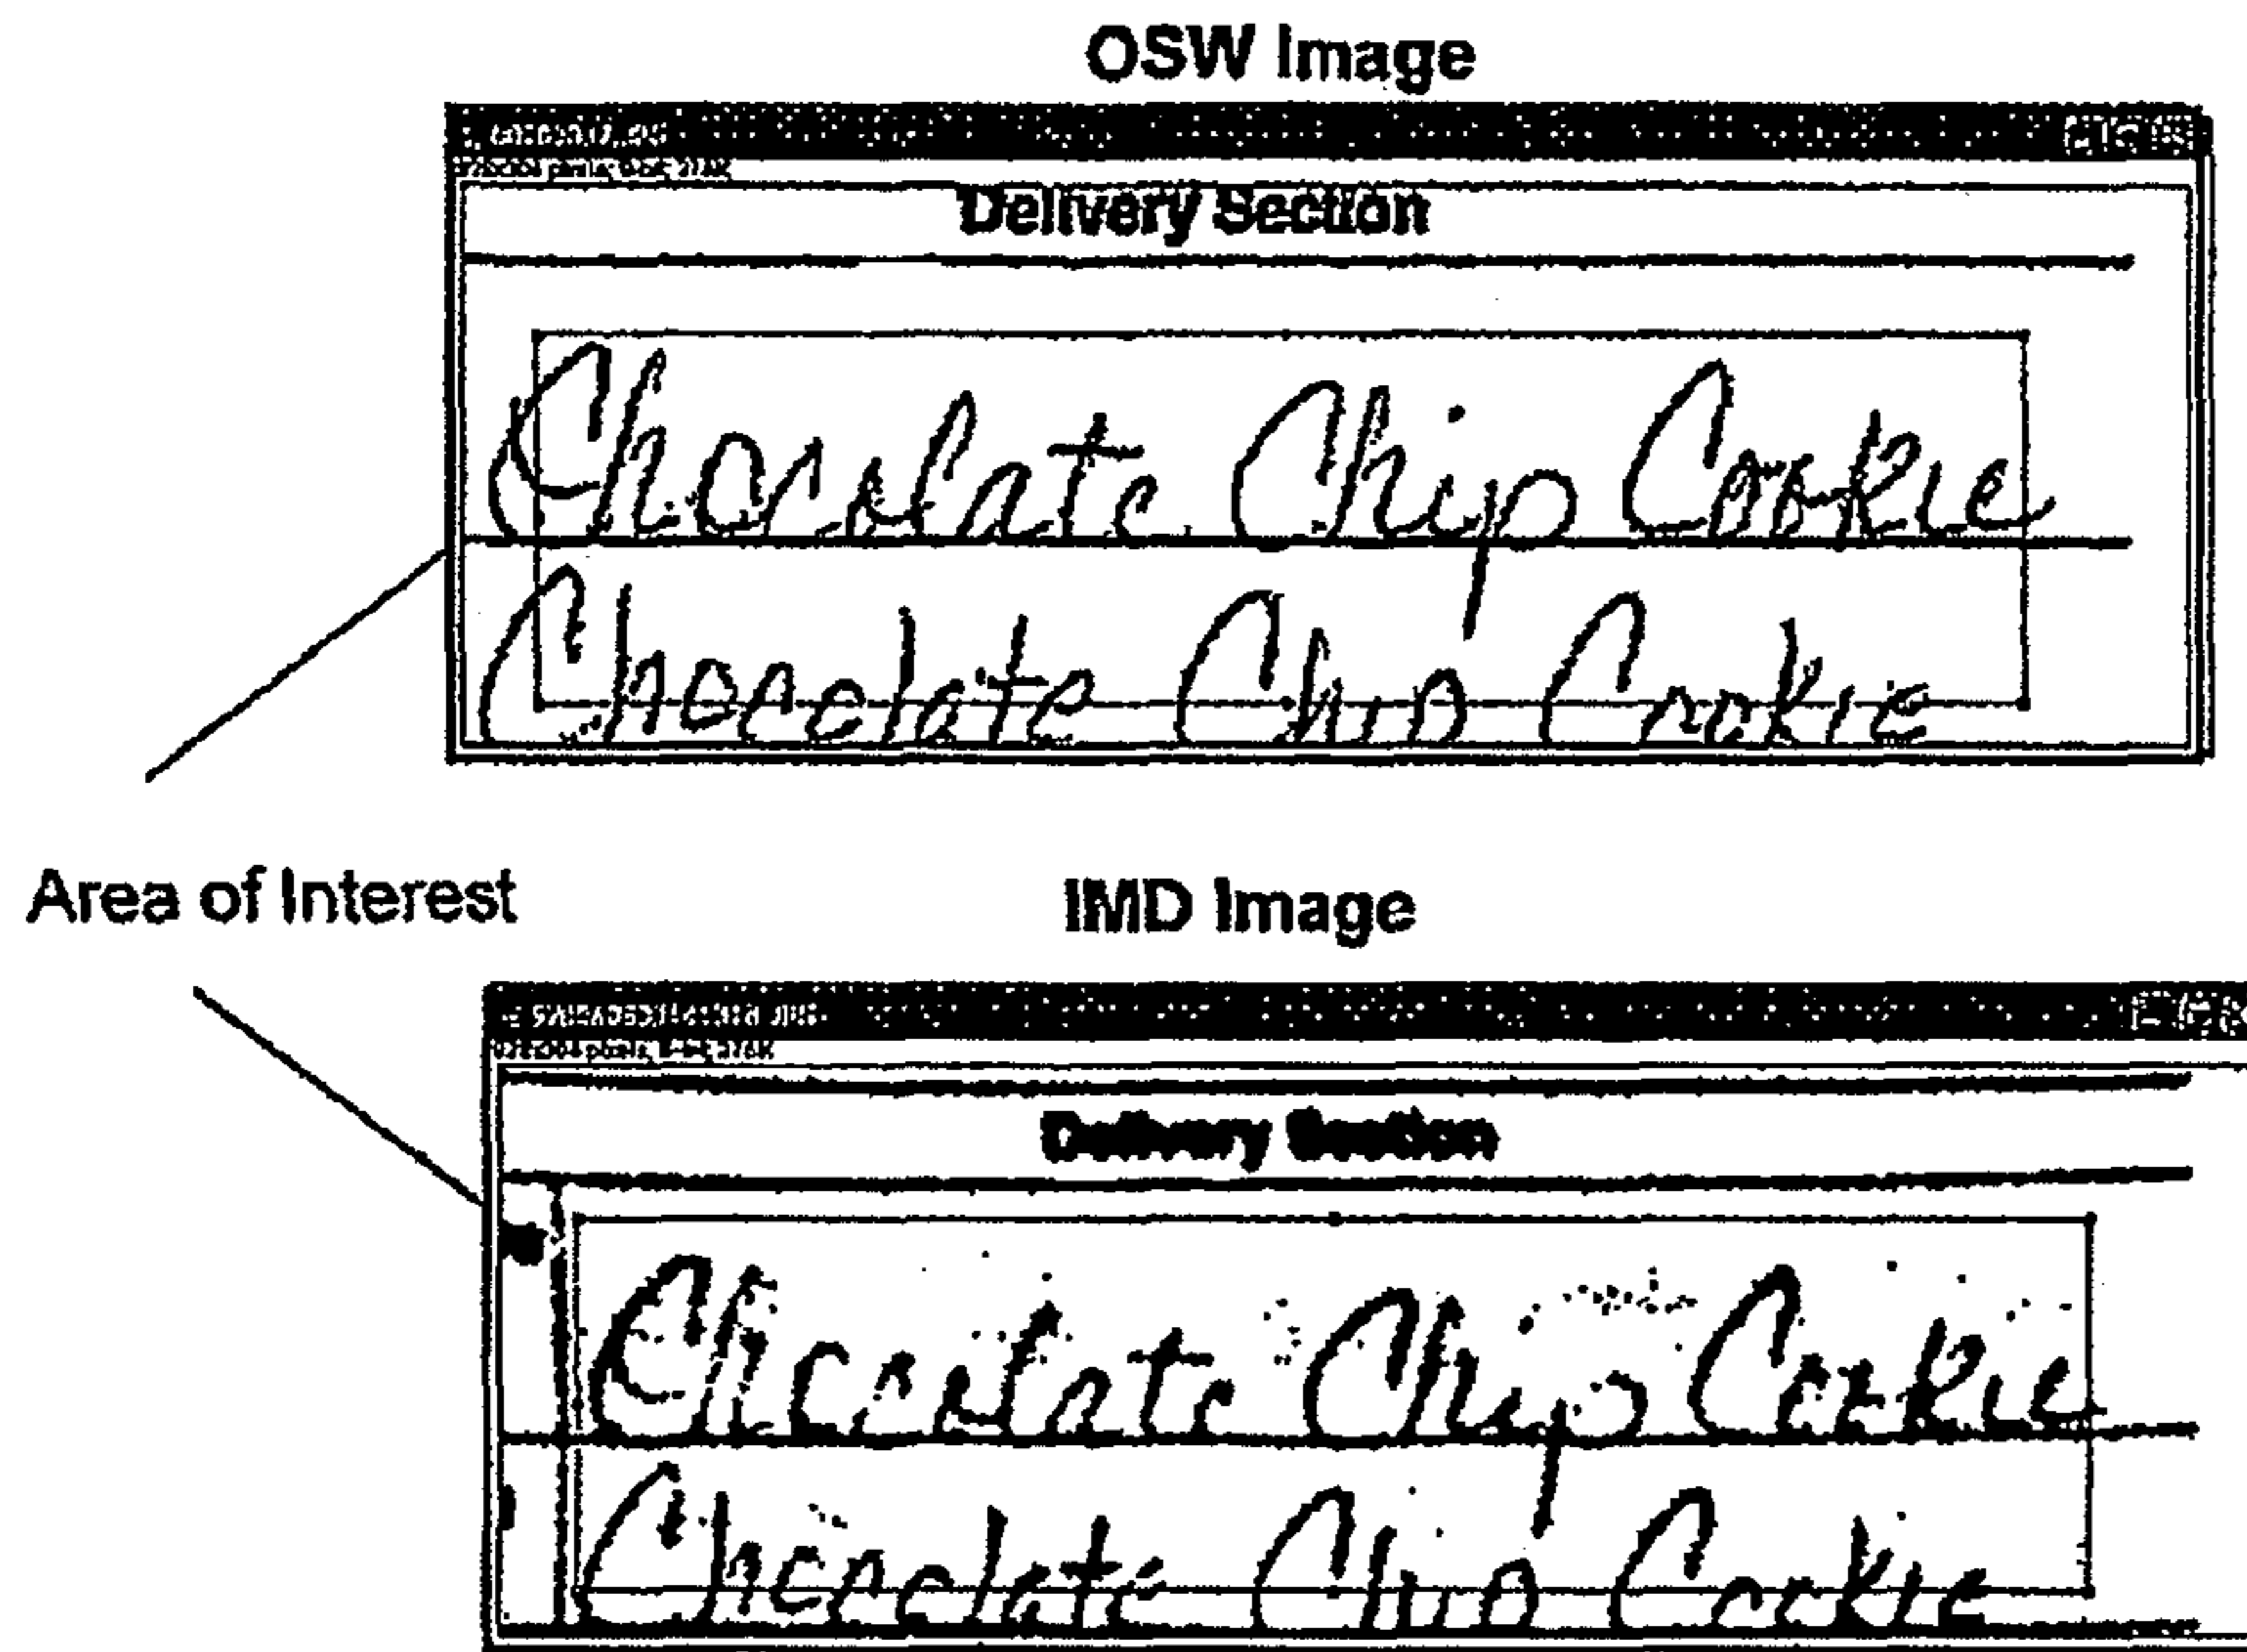 OSW Image
Delivery Section
Chocolate Chip Cookie
Chocolate Chip Cookie
Area of Interest
IMD Image
Delivery Section
Chocolate Chip Cookie
Chocolate Chip Cookie